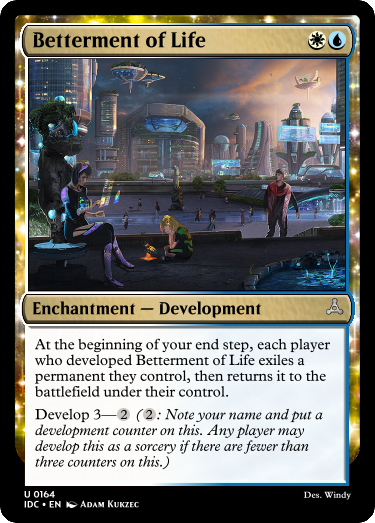 Betterment of Life
Enchantment — Development
At the beginning of your end step, each player
who developed Betterment of Life exiles a
permanent they control, then returns it to the
battlefield under their control.
Develop 3—2 (2: Note your name and put a
development counter on this. Any player may
develop this as a sorcery if there are fewer than
three counters on this.)
U 0164
IDC • EN Adam Kukzec
Des. Windy